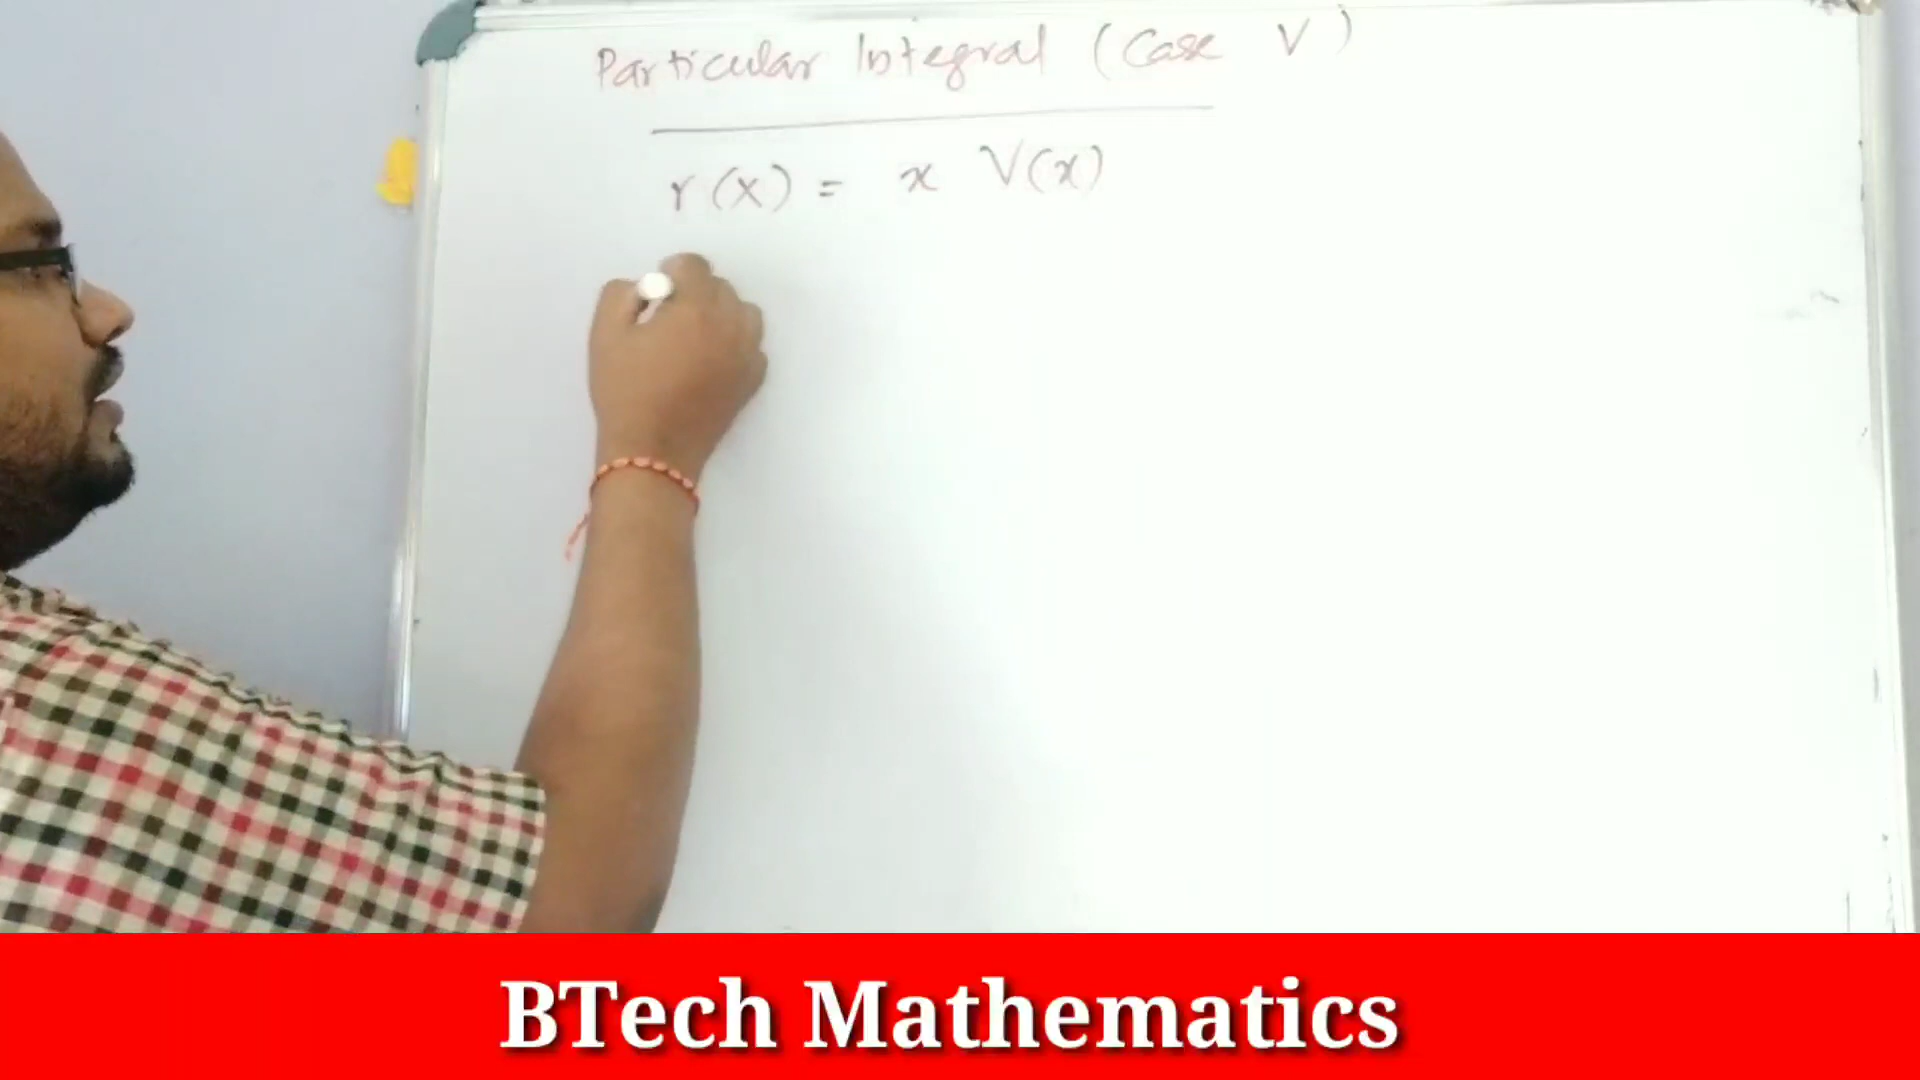 Particular Integral (Case V)
r(x) = x V(x)
BTech Mathematics